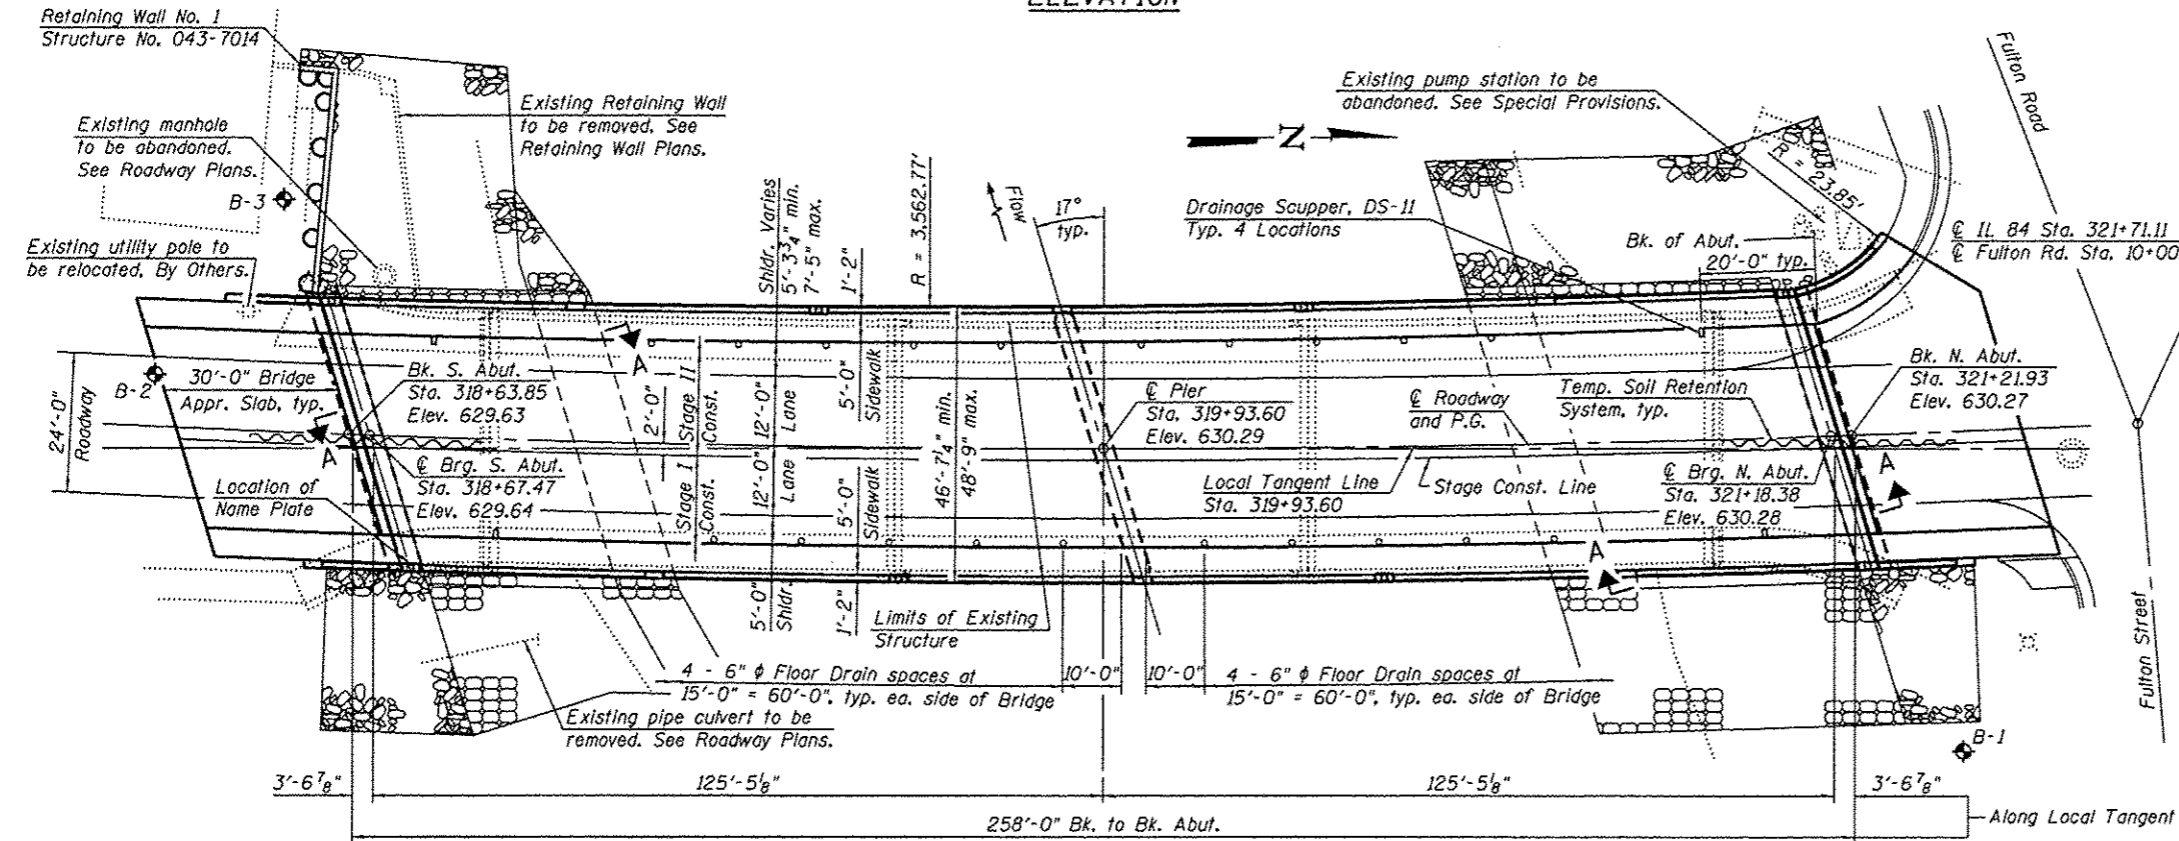 ELEVATION
Retaining Wall No. 1
Structure No. 043-7014
Existing manhole
to be abandoned.
See Roadway Plans.
B-3
Existing utility pole to
be relocated. By Others.
Existing Retaining Wall
to be removed. See
Retaining Wall Plans.
Shldr. Varies
5'-3 3/4" min.
7'-5" max.
1'-2"
R = 3,562.77'
Flow
17°
typ.
Z
Existing pump station to be
abandoned. See Special Provisions.
Drainage Scupper, DS-11
Typ. 4 Locations
R = 23.85'
Bk. of Abut.
20'-0" typ.
Fulton Road
℄ IL 84 Sta. 321+71.11
℄ Fulton Rd. Sta. 10+00
B-2
30'-0" Bridge
Appr. Slab, typ.
24'-0"
Roadway
A
Bk. S. Abut.
Sta. 318+63.85
Elev. 629.63
A
℄ Brg. S. Abut.
Sta. 318+67.47
Elev. 629.64
Location of
Name Plate
2'-0"
Stage II
Const.
Stage I
Const.
12'-0"
Lane
12'-0"
Lane
5'-0"
Sidewalk
5'-0"
Sidewalk
46'-7 1/4" min.
48'-9" max.
℄ Pier
Sta. 319+93.60
Elev. 630.29
℄ Roadway
and P.G.
Temp. Soil Retention
System, typ.
Bk. N. Abut.
Sta. 321+21.93
Elev. 630.27
Local Tangent Line
Sta. 319+93.60
Stage Const. Line
℄ Brg. N. Abut.
Sta. 321+18.38
Elev. 630.28
A
A
5'-0"
Shldr.
1'-2"
Limits of Existing
Structure
4 - 6" ϕ Floor Drain spaces at
15'-0" = 60'-0", typ. ea. side of Bridge
10'-0"
10'-0"
4 - 6" ϕ Floor Drain spaces at
15'-0" = 60'-0", typ. ea. side of Bridge
Existing pipe culvert to be
removed. See Roadway Plans.
Fulton Street
B-1
3'-6 7/8"
125'-5 1/8"
125'-5 1/8"
3'-6 7/8"
258'-0" Bk. to Bk. Abut.
Along Local Tangent